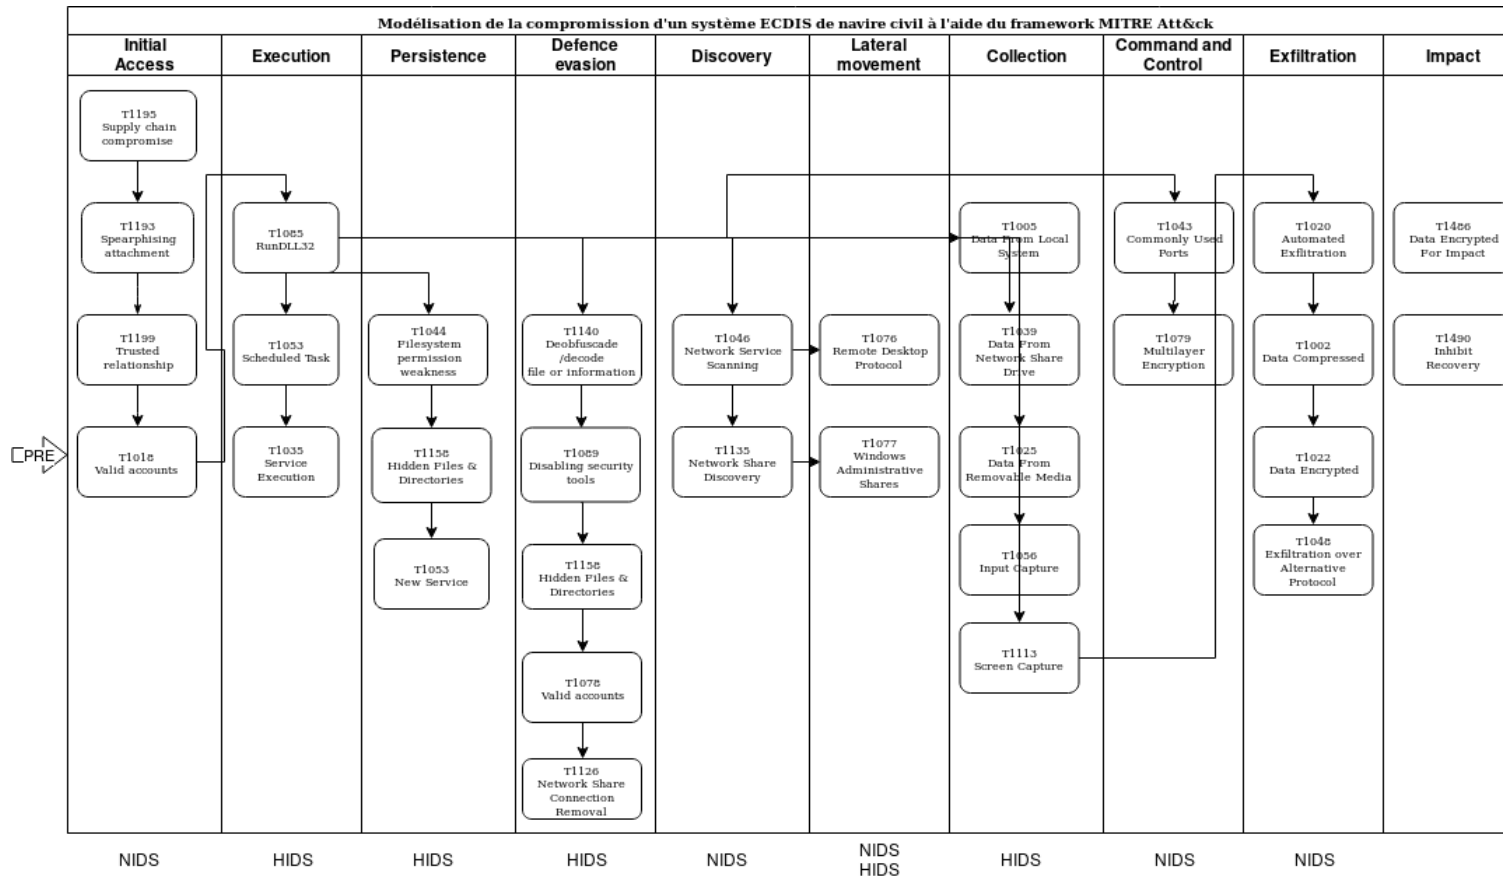 Modélisation de la compromission d'un système ECDIS de navire civil à l'aide du framework MITRE Att&ck
Initial
Access
Execution
Persistence
Defence
evasion
Discovery
Lateral
movement
Collection
Command and
Control
Exfiltration
Impact
PRE
T1195
Supply chain
compromise
T1193
Spearphising
attachment
T1199
Trusted
relationship
T1018
Valid accounts
T1085
RunDLL32
T1053
Scheduled Task
T1035
Service
Execution
T1044
Filesystem
permission
weakness
T1158
Hidden Files &
Directories
T1053
New Service
T1140
Deobfuscade
/decode
file or information
T1089
Disabling security
tools
T1158
Hidden Files &
Directories
T1078
Valid accounts
T1126
Network Share
Connection
Removal
T1046
Network Service
Scanning
T1135
Network Share
Discovery
T1076
Remote Desktop
Protocol
T1077
Windows
Administrative
Shares
T1005
Data From Local
System
T1039
Data From
Network Share
Drive
T1025
Data From
Removable Media
T1056
Input Capture
T1113
Screen Capture
T1043
Commonly Used
Ports
T1079
Multilayer
Encryption
T1020
Automated
Exflitration
T1002
Data Compressed
T1022
Data Encrypted
T1048
Exfiltration over
Alternative
Protocol
T1486
Data Encrypted
For Impact
T1490
Inhibit
Recovery
NIDS
HIDS
HIDS
HIDS
NIDS
NIDS
HIDS
HIDS
NIDS
NIDS